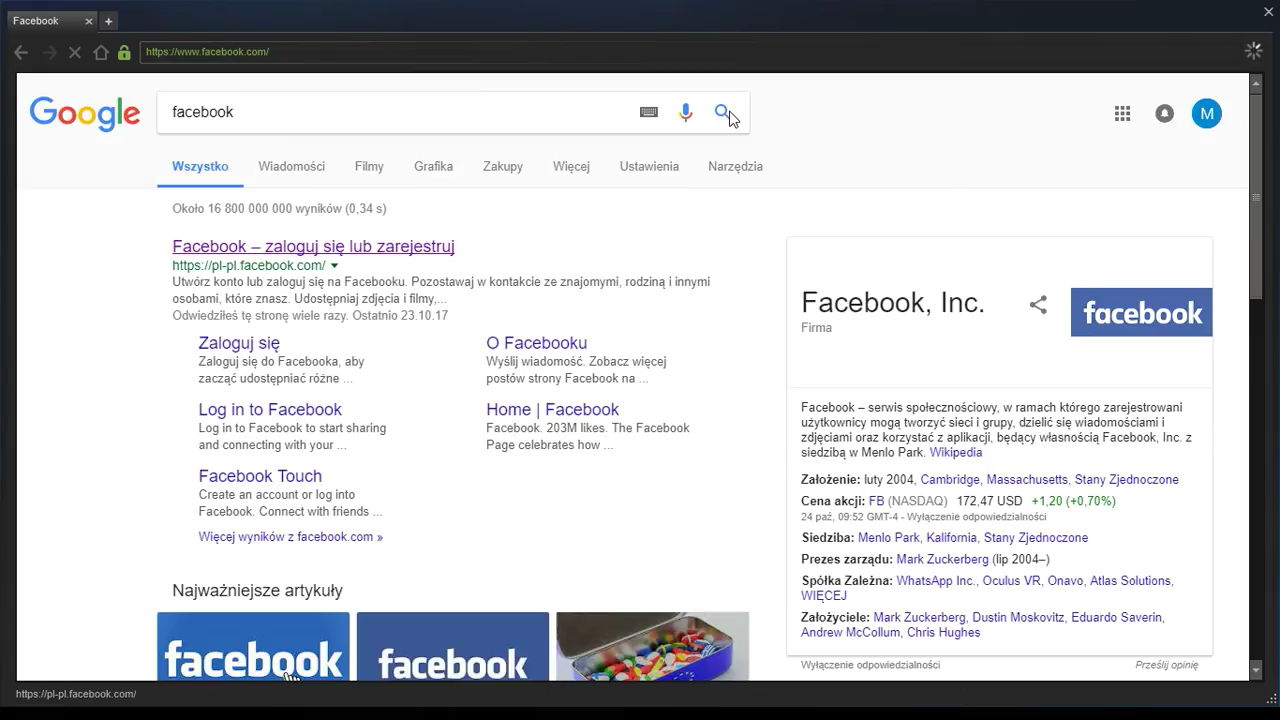 Facebook
https://www.facebook.com/
Google
facebook
M
Wszystko Wiadomości Filmy Grafika Zakupy Więcej Ustawienia Narzędzia
Około 16 800 000 000 wyników (0,34 s)
Facebook – zaloguj się lub zarejestruj
https://pl-pl.facebook.com/
Utwórz konto lub zaloguj się na Facebooku. Pozostawaj w kontakcie ze znajomymi, rodziną i innymi
osobami, które znasz. Udostępniaj zdjęcia i filmy,...
Odwiedziłeś tę stronę wiele razy. Ostatnio 23.10.17
Zaloguj się
Zaloguj się do Facebooka, aby
zacząć udostępniać różne ...
O Facebooku
Wyślij wiadomość. Zobacz więcej
postów strony Facebook na ...
Log in to Facebook
Log in to Facebook to start sharing
and connecting with your ...
Home | Facebook
Facebook. 203M likes. The Facebook
Page celebrates how ...
Facebook Touch
Create an account or log into
Facebook. Connect with friends ...
Więcej wyników z facebook.com »
Najważniejsze artykuły
facebook
facebook
Facebook, Inc.
Firma
facebook
Facebook – serwis społecznościowy, w ramach którego zarejestrowani
użytkownicy mogą tworzyć sieci i grupy, dzielić się wiadomościami i
zdjęciami oraz korzystać z aplikacji, będący własnością Facebook, Inc. z
siedzibą w Menlo Park. Wikipedia
Założenie: luty 2004, Cambridge, Massachusetts, Stany Zjednoczone
Cena akcji: FB (NASDAQ) 172,47 USD +1,20 (+0,70%)
24 paź, 09:52 GMT-4 - Wyłączenie odpowiedzialności
Siedziba: Menlo Park, Kalifornia, Stany Zjednoczone
Prezes zarządu: Mark Zuckerberg (lip 2004–)
Spółka Zależna: WhatsApp Inc., Oculus VR, Onavo, Atlas Solutions,
WIĘCEJ
Założyciele: Mark Zuckerberg, Dustin Moskovitz, Eduardo Saverin,
Andrew McCollum, Chris Hughes
Wyłączenie odpowiedzialności Prześlij opinię
https://pl-pl.facebook.com/